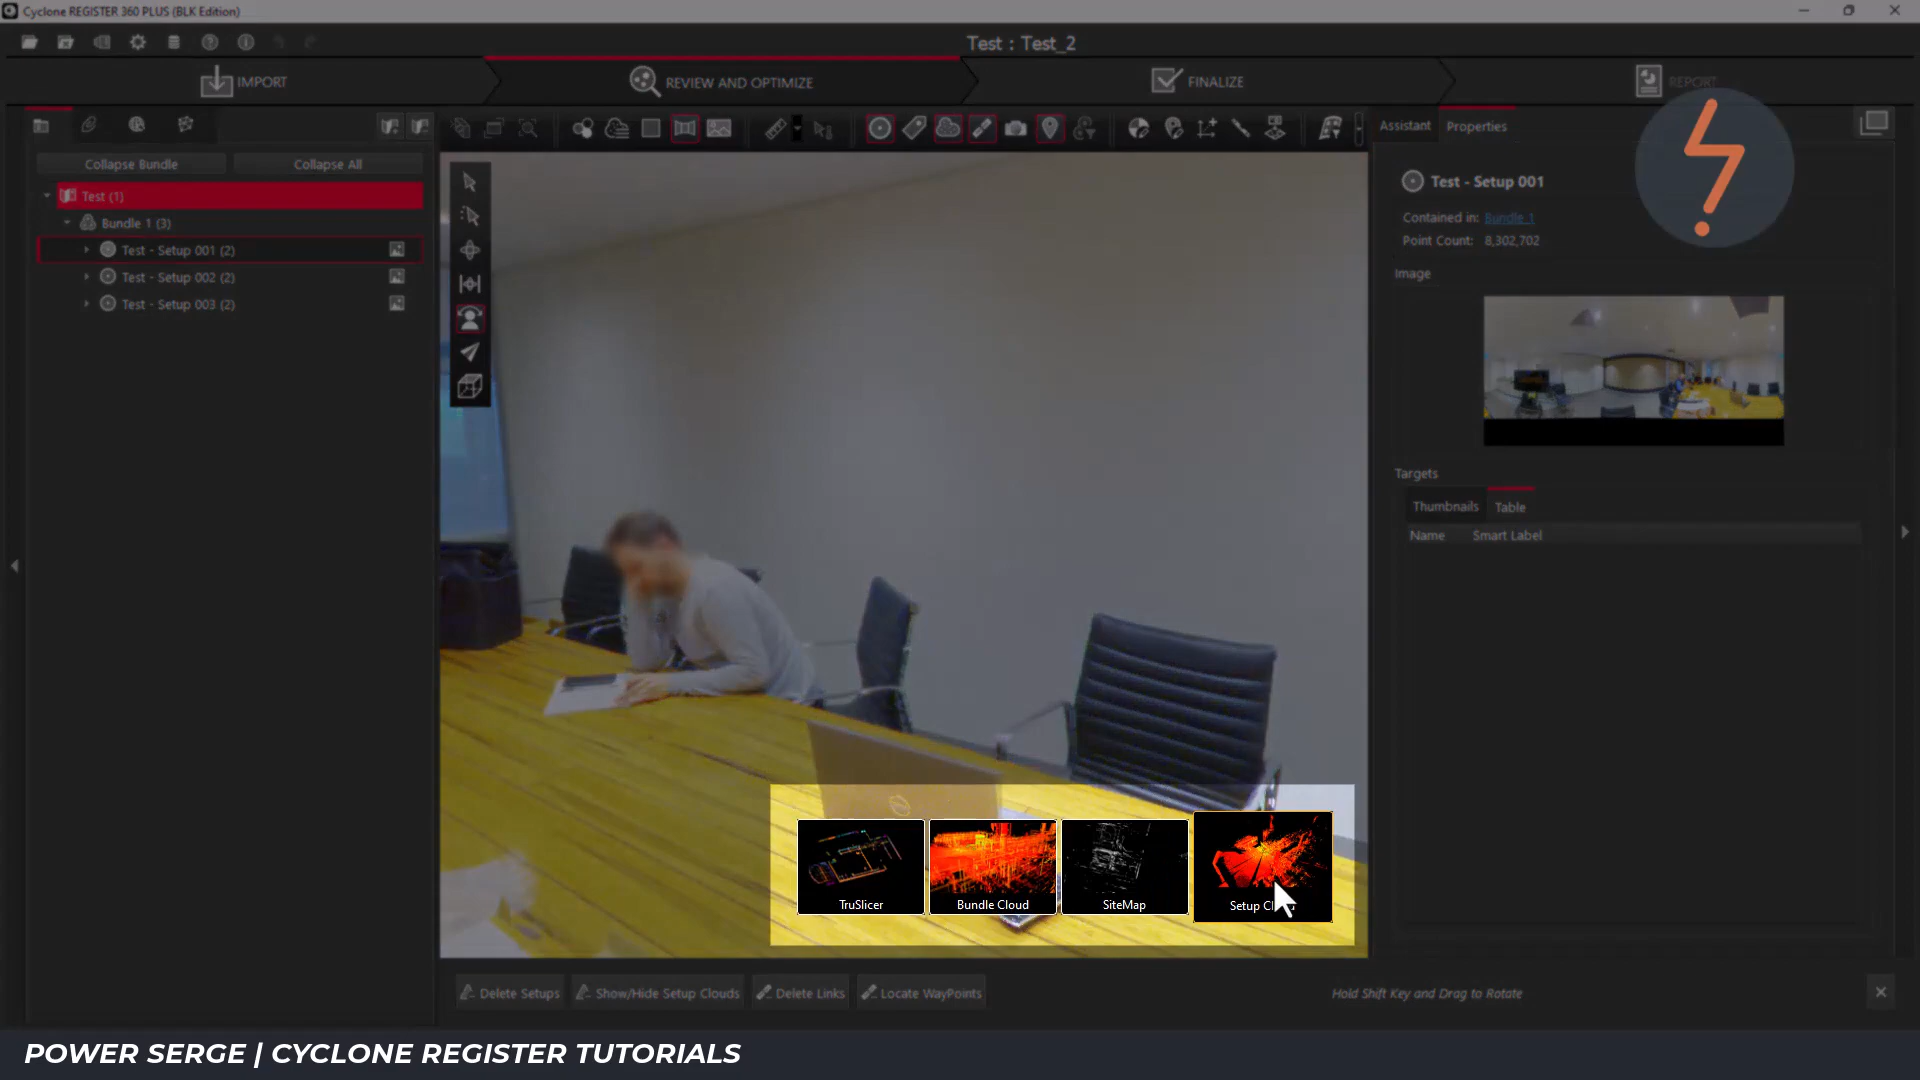 Cyclone REGISTER 360 PLUS (BLK Edition)
Test : Test_2
IMPORT
REVIEW AND OPTIMIZE
FINALIZE
REPORT
Collapse Bundle
Collapse All
Test (1)
Bundle 1 (3)
Test - Setup 001 (2)
Test - Setup 002 (2)
Test - Setup 003 (2)
Assistant
Properties
Test - Setup 001
Contained in: Bundle 1
Point Count: 8,302,702
Image
Targets
Thumbnails
Table
Name
Smart Label
TruSlicer
Bundle Cloud
SiteMap
Setup
Delete Setups
Show/Hide Setup Clouds
Delete Links
Locate WayPoints
Hold Shift Key and Drag to Rotate
POWER SERGE | CYCLONE REGISTER TUTORIALS